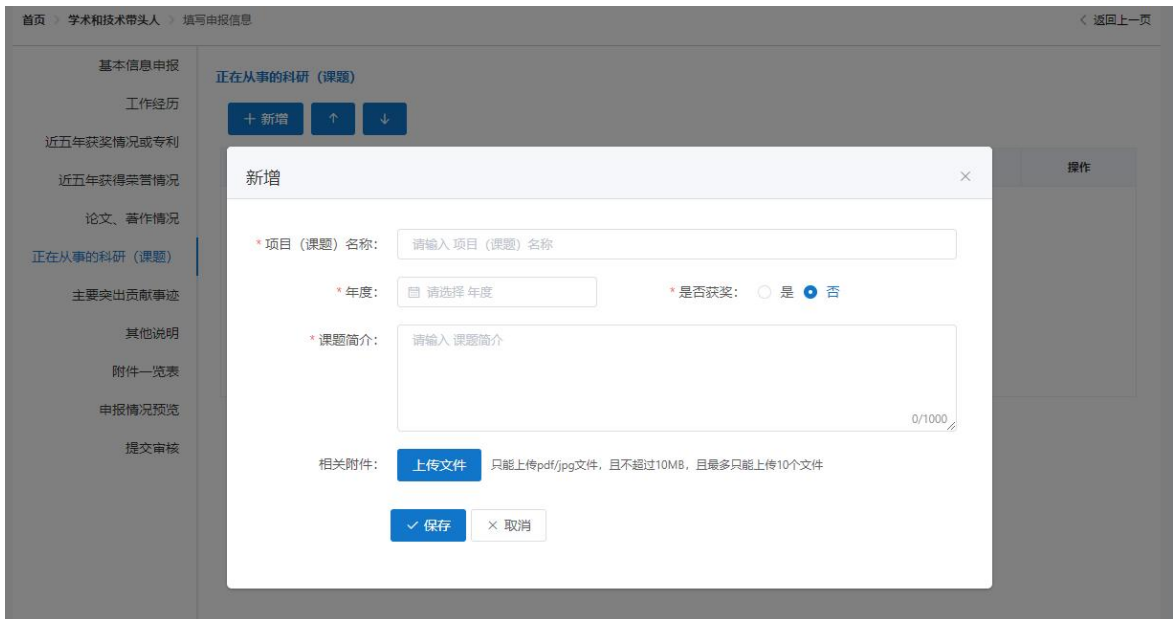 首页 > 学术和技术带头人 > 填写申报信息
< 返回上一页
基本信息申报
工作经历
近五年获奖情况或专利
近五年获得荣誉情况
论文、著作情况
正在从事的科研（课题）
主要突出贡献事迹
其他说明
附件一览表
申报情况预览
提交审核
正在从事的科研（课题）
+ 新增 ↑ ↓
操作
新增 ×
* 项目（课题）名称： 请输入 项目（课题）名称
* 年度： 请选择 年度 * 是否获奖： 是 否
* 课题简介： 请输入 课题简介
0/1000
相关附件： 上传文件 只能上传pdf/jpg文件，且不超过10MB，且最多只能上传10个文件
✓ 保存 × 取消